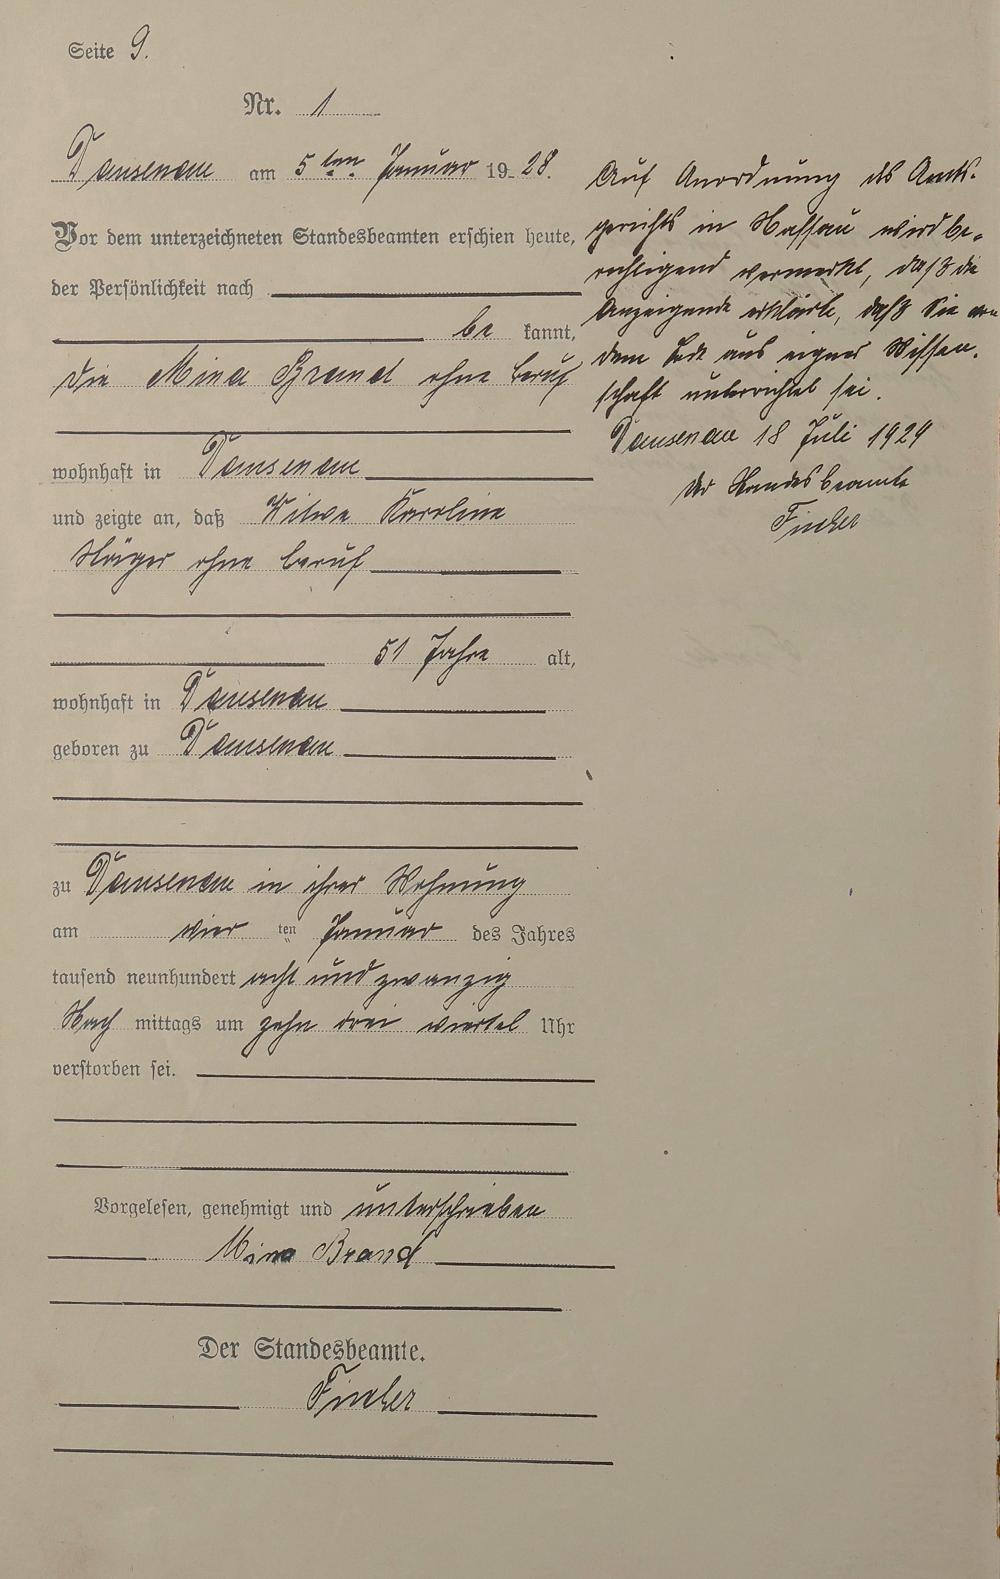 Seite 9.
Nr. 1
Dausenau am 5ten Januar 1928.
Vor dem unterzeichneten Standesbeamten erschien heute,
der Persönlichkeit nach
be kannt,
die Mina Brand ohne beruf
wohnhaft in Dausenau
und zeigte an, daß Witwe Karoline
ohne beruf
51 Jahre alt,
wohnhaft in Dausenau
geboren zu Dausenau
zu Dausenau in ihrer Wohnung
am vier ten Januar des Jahres
tausend neunhundert acht und zwanzig
Nach mittags um zehn drei viertel Uhr
verstorben sei.
Vorgelesen, genehmigt und unterschrieben
Mina Brand
Der Standesbeamte.
Auf Anordnung des Amts-
gerichts in Nassau wird be-
richtigend vermerkt, daß die
Anzeigende erklärte, daß Sie von
dem Tode aus eigner Wissen-
schaft unterrichtet sei.
Dausenau 18 Juli 1929
der Standesbeamte